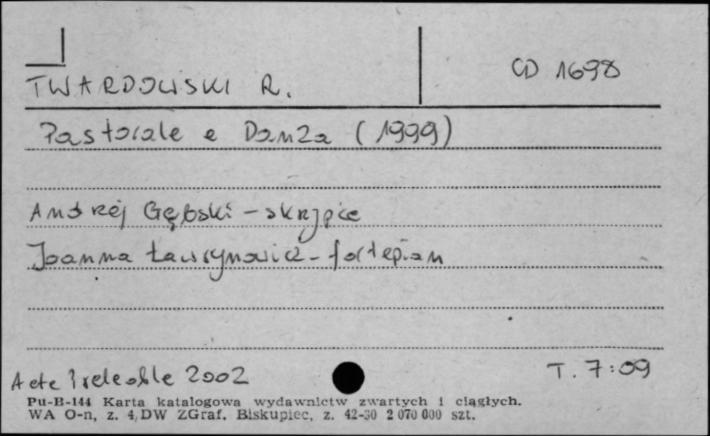 TWARDOWSKI R.
CD 1698
Pastorale e Danza (1999)
Andrzej Gębski - skrzypce
Joanna Ławrynowicz - fortepian
Acte Préalable 2002
T. 7:09
Pu-B-144 Karta katalogowa wydawnictw zwartych i ciągłych.
WA O-n, z. 4, DW ZGraf. Biskupiec, z. 42-30 2 070 000 szt.